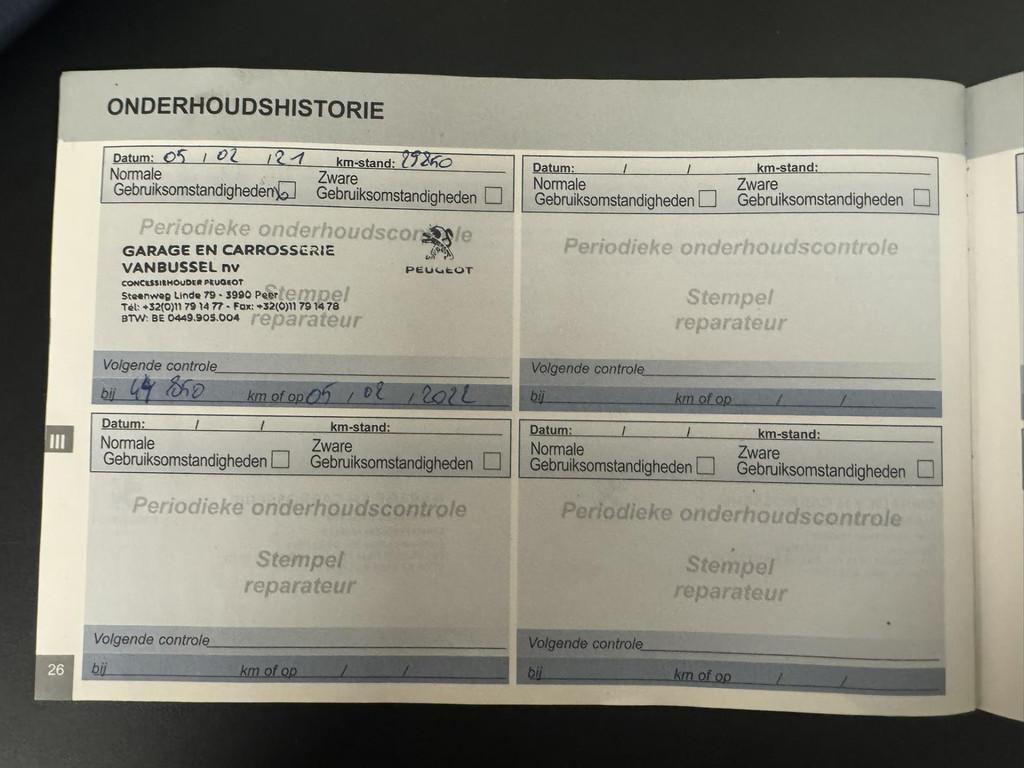 ONDERHOUDSHISTORIE
Datum: 05 / 02 / 21 km-stand: 29850
Normale
Gebruiksomstandigheden
Zware
Gebruiksomstandigheden
Periodieke onderhoudscontrole
GARAGE EN CARROSSERIE
VANBUSSEL nv
CONCESSIEHOUDER PEUGEOT
Steenweg Linde 79 - 3990 Peer
Tél: +32(0)11 79 14 77 - Fax: +32(0)11 79 14 78
BTW: BE 0449.905.004
PEUGEOT
Stempel
reparateur
Volgende controle
bij 44 850 km of op 05 / 02 / 2022
Datum: / / km-stand:
Normale
Gebruiksomstandigheden
Zware
Gebruiksomstandigheden
Periodieke onderhoudscontrole
Stempel
reparateur
Volgende controle
bij km of op / /
III
Datum: / / km-stand:
Normale
Gebruiksomstandigheden
Zware
Gebruiksomstandigheden
Periodieke onderhoudscontrole
Stempel
reparateur
Volgende controle
bij km of op / /
Datum: / / km-stand:
Normale
Gebruiksomstandigheden
Zware
Gebruiksomstandigheden
Periodieke onderhoudscontrole
Stempel
reparateur
Volgende controle
bij km of op / /
26